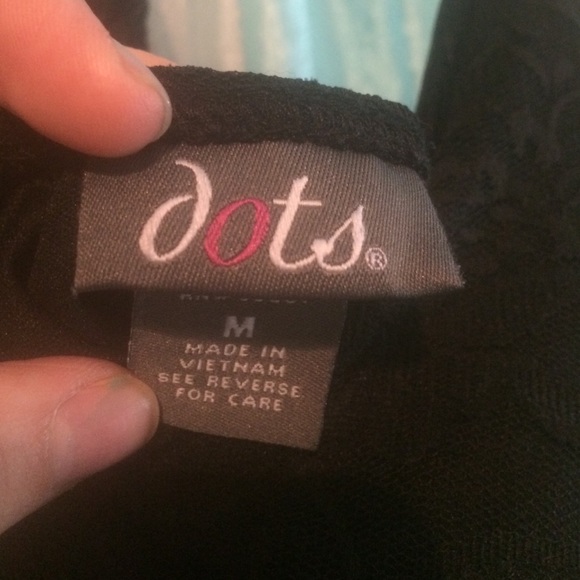 dots®
M
MADE IN
VIETNAM
SEE REVERSE
FOR CARE